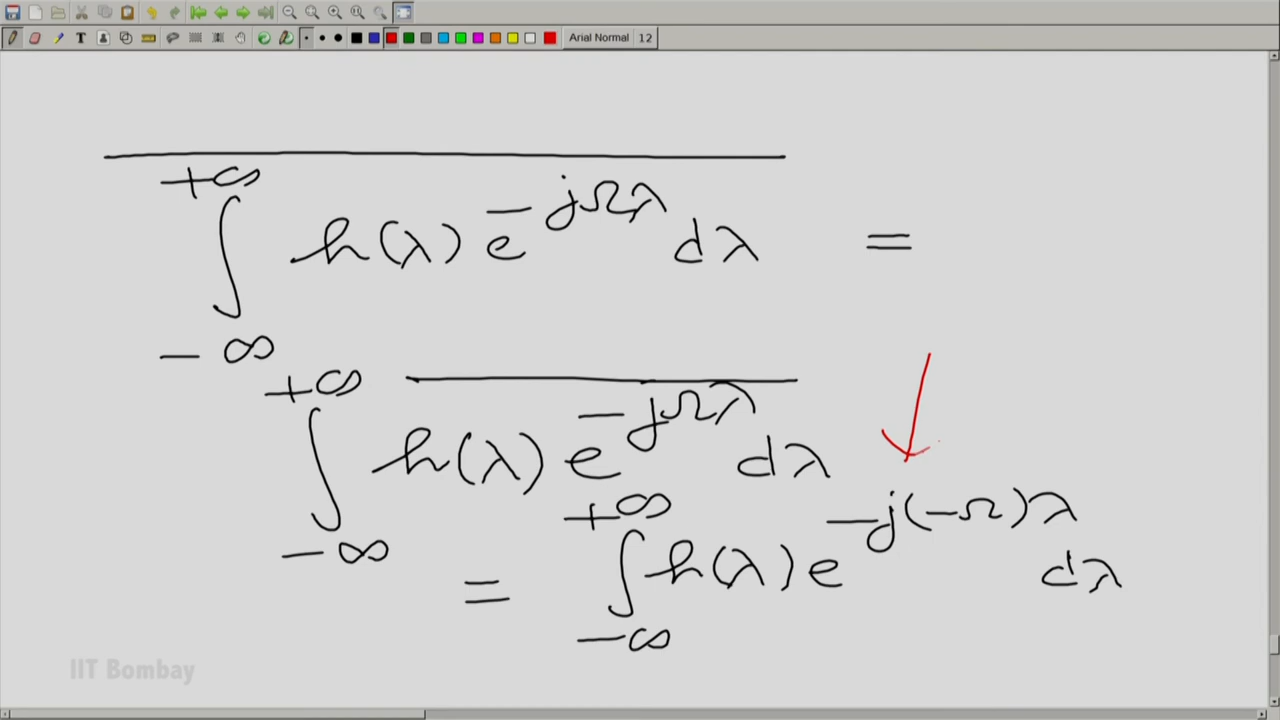 Arial Normal 12
+∞
∫ h(λ) e^{-jΩλ} dλ =
-∞
+∞
∫ h(λ) e^{-jΩλ} dλ
-∞
+∞
= ∫ h(λ) e^{-j(-Ω)λ} dλ
-∞
IIT Bombay